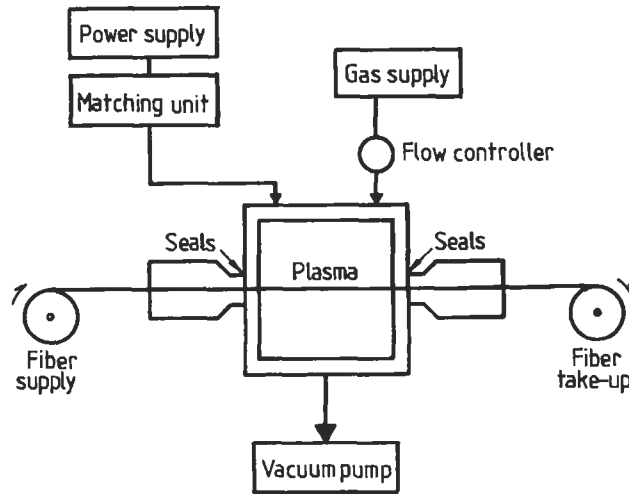 Power supply
Matching unit
Gas supply
Flow controller
Seals
Seals
Plasma
Fiber
supply
Fiber
take-up
Vacuum pump